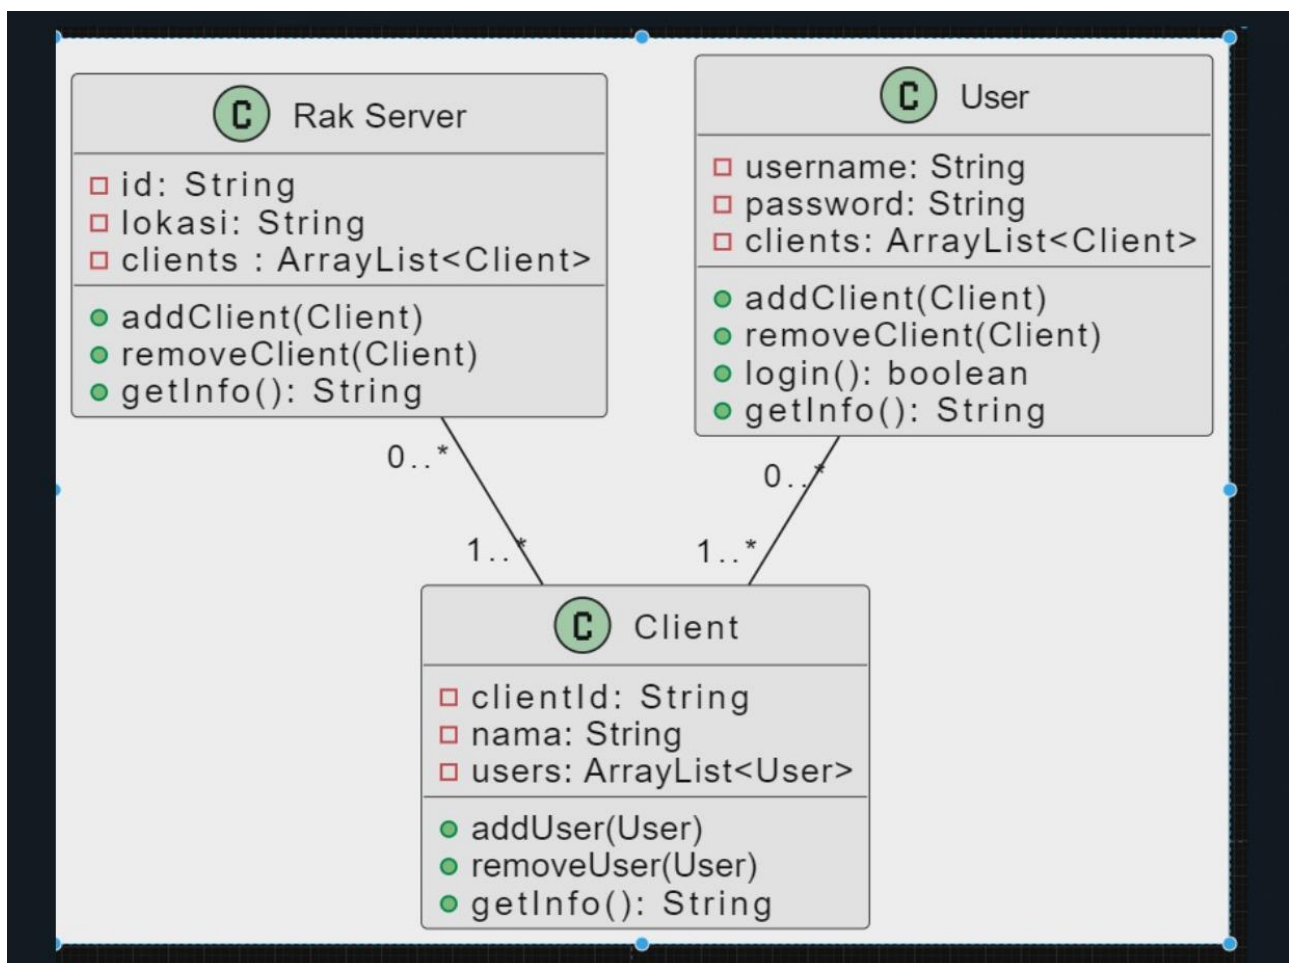 C Rak Server
id: String
lokasi: String
clients : ArrayList<Client>
addClient(Client)
removeClient(Client)
getInfo(): String
C User
username: String
password: String
clients: ArrayList<Client>
addClient(Client)
removeClient(Client)
login(): boolean
getInfo(): String
0..*
1..*
0..*
1..*
C Client
clientId: String
nama: String
users: ArrayList<User>
addUser(User)
removeUser(User)
getInfo(): String